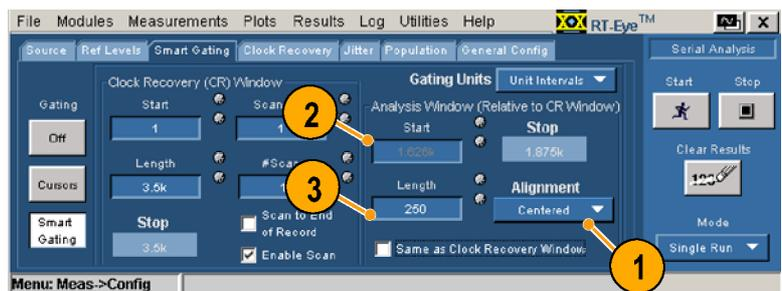 File Modules Measurements Plots Results Log Utilities Help RT-Eye™
Source Ref Levels Smart Gating Clock Recovery Jitter Population General Config
Serial Analysis
Clock Recovery (CR) Window
Gating Units Unit Intervals
Start Stop
Gating
Off
Cursors
Smart Gating
Start
1
Length
3.5k
Stop
3.5k
Scan
1
#Scan
Scan to End of Record
Enable Scan
Analysis Window (Relative to CR Window)
Start
1.626k
Stop
1.875k
Length
250
Alignment
Centered
Same as Clock Recovery Window
Clear Results
Mode
Single Run
2
3
1
Menu: Meas->Config